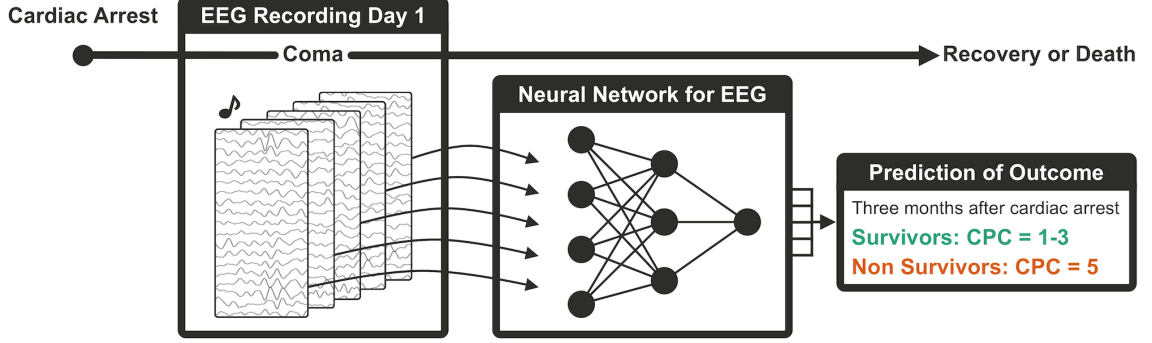 Cardiac Arrest
EEG Recording Day 1
Coma
Recovery or Death
Neural Network for EEG
Prediction of Outcome
Three months after cardiac arrest
Survivors: CPC = 1-3
Non Survivors: CPC = 5